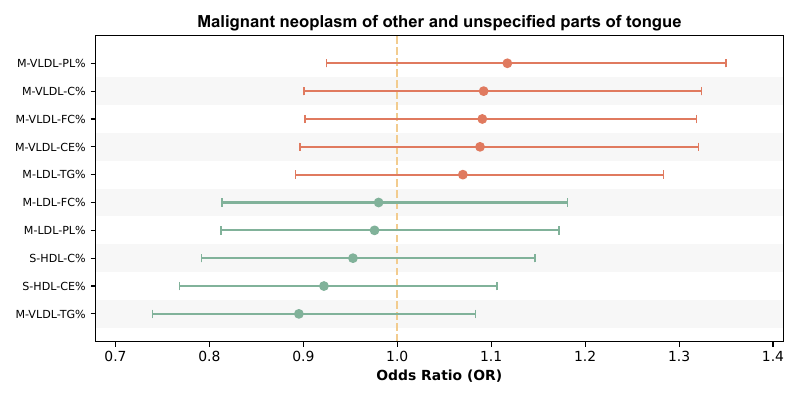 Malignant neoplasm of other and unspecified parts of tongue
M-VLDL-PL%
M-VLDL-C%
M-VLDL-FC%
M-VLDL-CE%
M-LDL-TG%
M-LDL-FC%
M-LDL-PL%
S-HDL-C%
S-HDL-CE%
M-VLDL-TG%
0.7 0.8 0.9 1.0 1.1 1.2 1.3 1.4
Odds Ratio (OR)